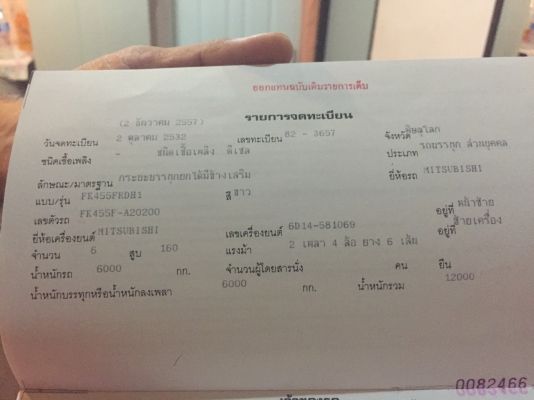 ออกแทนฉบับเดิมรายการเต็ม
(2 ธันวาคม 2557) รายการจดทะเบียน
วันจดทะเบียน 2 ตุลาคม 2532 เลขทะเบียน 82 - 3657 จังหวัด พิษณุโลก
ชนิดเชื้อเพลิง - ชนิดเชื้อเพลิง ดีเซล ประเภท รถบรรทุก ส่วนบุคคล
ลักษณะ/มาตรฐาน กระบะบรรทุกยกได้มีข้างเสริม ยี่ห้อรถ MITSUBISHI
แบบ/รุ่น FK455FRDH1 สี ขาว
เลขตัวรถ FK455F-A20200 อยู่ที่ หน้าซ้าย
ยี่ห้อเครื่องยนต์ MITSUBISHI เลขเครื่องยนต์ 6D14-581069 อยู่ที่ ซ้ายเครื่อง
จำนวน 6 สูบ 160 แรงม้า 2 เพลา 4 ล้อ ยาง 6 เส้น
น้ำหนักรถ 6000 กก. จำนวนผู้โดยสารนั่ง คน ยืน
น้ำหนักบรรทุกหรือน้ำหนักลงเพลา 6000 กก. น้ำหนักรวม 12000
0082466